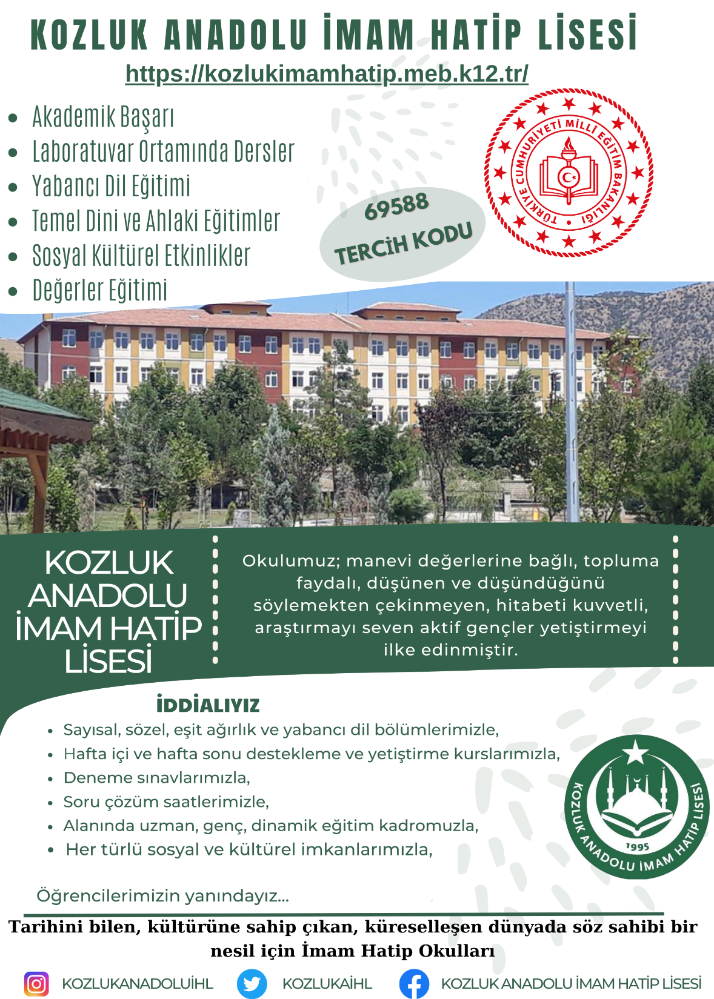 KOZLUK ANADOLU İMAM HATİP LİSESİ
https://kozlukimamhatip.meb.k12.tr/
• Akademik Başarı
• Laboratuvar Ortamında Dersler
• Yabancı Dil Eğitimi
• Temel Dini ve Ahlaki Eğitimler
• Sosyal Kültürel Etkinlikler
• Değerler Eğitimi
69588
TERCİH KODU
TÜRKİYE CUMHURİYETİ MİLLÎ EĞİTİM BAKANLIĞI
KOZLUK
ANADOLU
İMAM HATİP
LİSESİ
Okulumuz; manevi değerlerine bağlı, topluma
faydalı, düşünen ve düşündüğünü
söylemekten çekinmeyen, hitabeti kuvvetli,
araştırmayı seven aktif gençler yetiştirmeyi
ilke edinmiştir.
İDDİALIYIZ
• Sayısal, sözel, eşit ağırlık ve yabancı dil bölümlerimizle,
• Hafta içi ve hafta sonu destekleme ve yetiştirme kurslarımızla,
• Deneme sınavlarımızla,
• Soru çözüm saatlerimizle,
• Alanında uzman, genç, dinamik eğitim kadromuzla,
• Her türlü sosyal ve kültürel imkanlarımızla,
KOZLUK ANADOLU İMAM HATİP LİSESİ
1995
Öğrencilerimizin yanındayız...
Tarihini bilen, kültürüne sahip çıkan, küreselleşen dünyada söz sahibi bir
nesil için İmam Hatip Okulları
KOZLUKANADOLUİHL
KOZLUKAİHL
KOZLUK ANADOLU İMAM HATİP LİSESİ